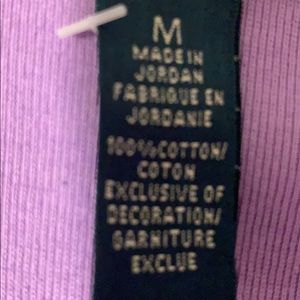 M
MADE IN
JORDAN
FABRIQUE EN
JORDANIE
100% COTTON/
COTON
EXCLUSIVE OF
DECORATION/
GARNITURE
EXCLUE